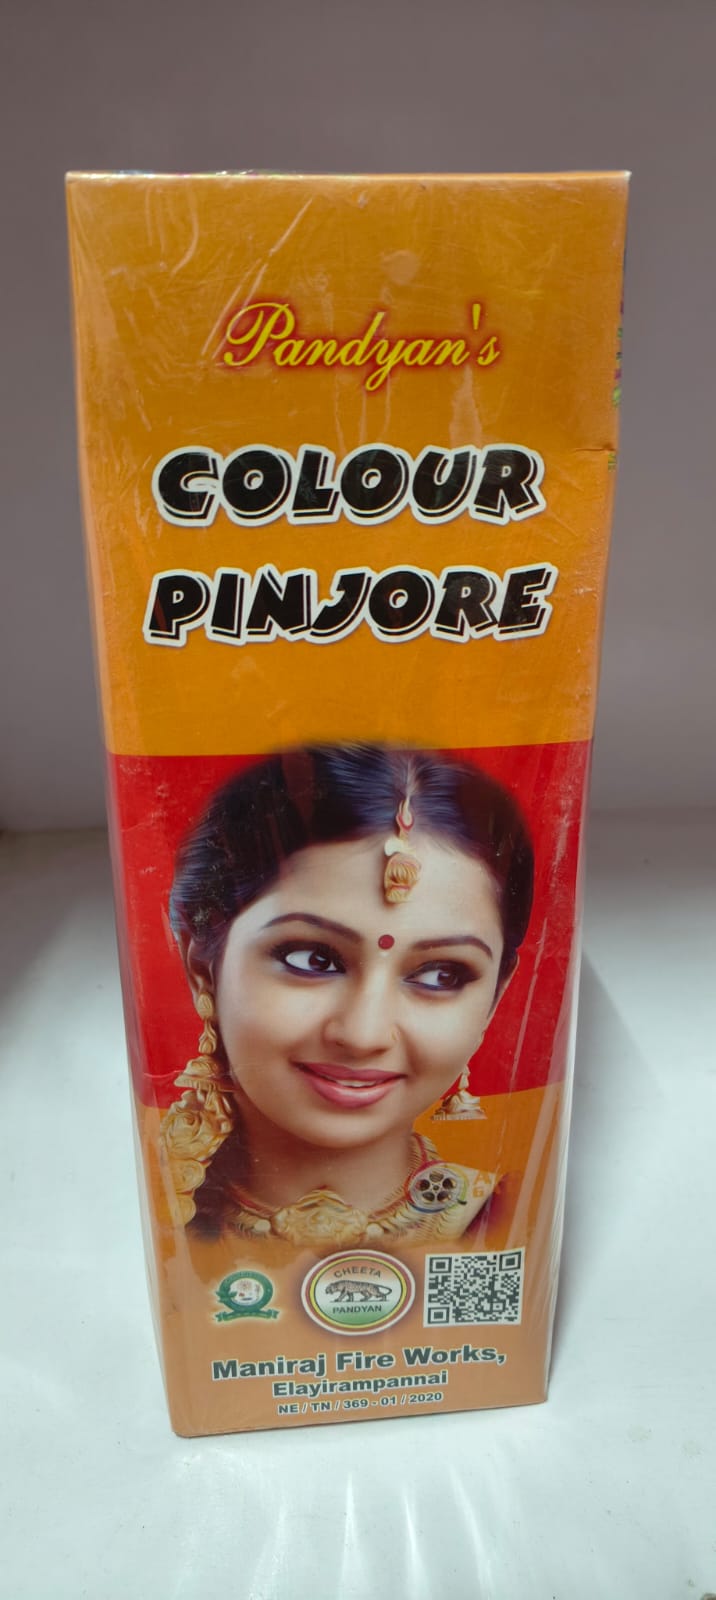 Pandyan's
COLOUR
PINJORE
CHEETA
PANDYAN
Maniraj Fire Works,
Elayirampannai
NE / TN / 369 - 01 / 2020